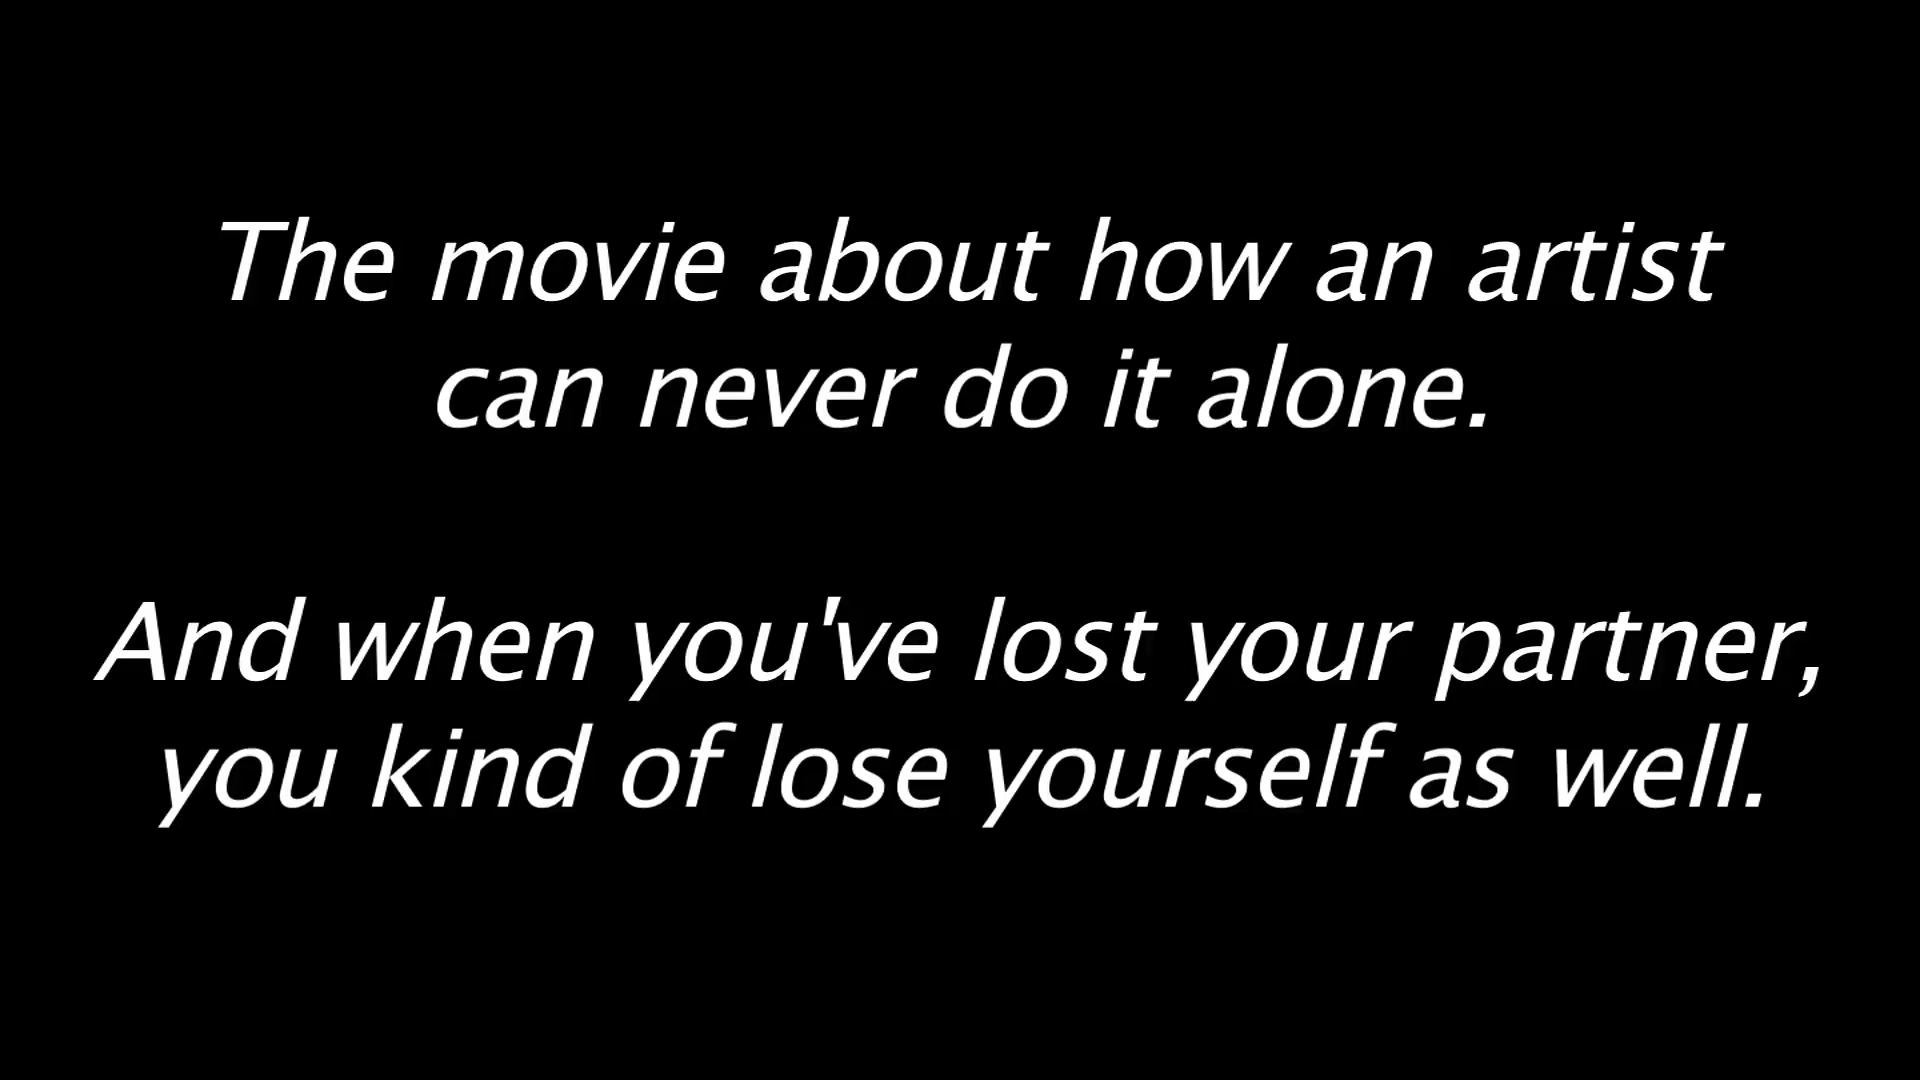 The movie about how an artist
can never do it alone.
And when you've lost your partner,
you kind of lose yourself as well.